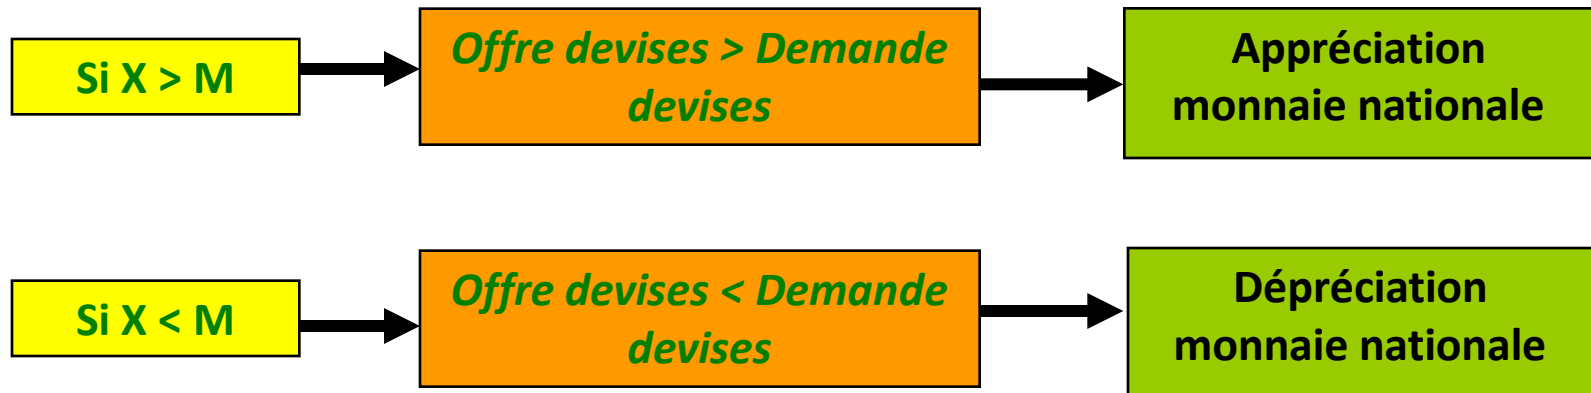 Si X > M
Offre devises > Demande
devises
Appréciation
monnaie nationale
Si X < M
Offre devises < Demande
devises
Dépréciation
monnaie nationale